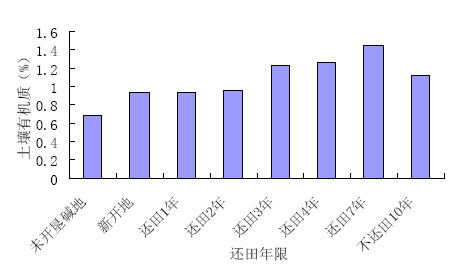 土壤有机质（%）
1.6
1.4
1.2
1
0.8
0.6
0.4
0.2
0
未开垦碱地
新开地
还田1年
还田2年
还田3年
还田4年
还田7年
不还田10年
还田年限